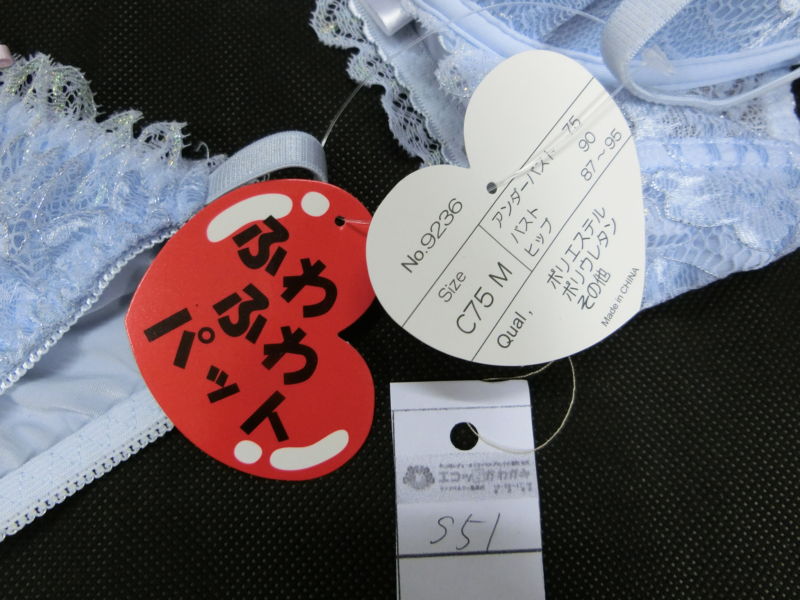 ふわ
ふわ
パット
No.9236
Size
アンダーバスト 75
バスト 90
ヒップ 87～95
C75 M
Qual,
ポリエステル
ポリウレタン
その他
Made in CHINA
S51